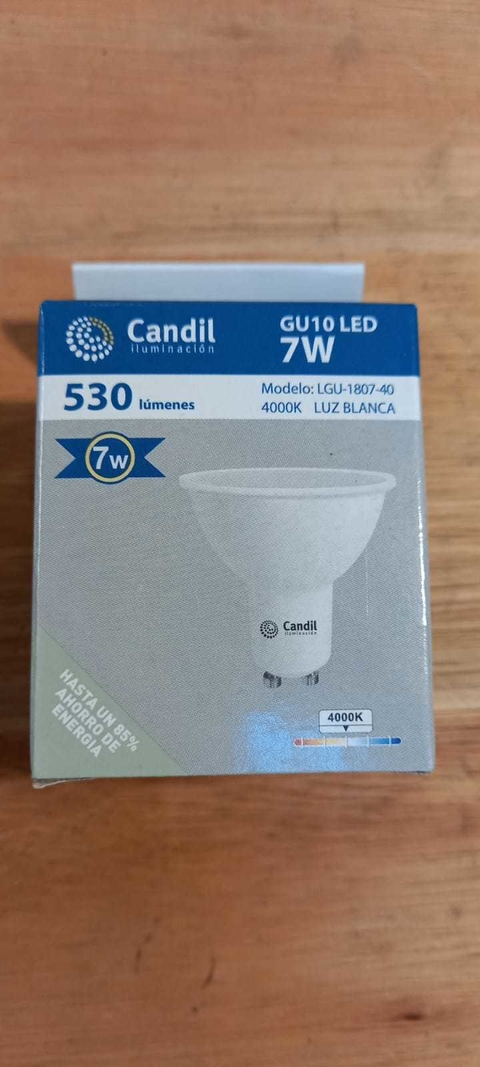 Candil
iluminación
GU10 LED
7W
530 lúmenes
Modelo: LGU-1807-40
4000K LUZ BLANCA
7W
Candil
iluminación
HASTA UN 85%
AHORRO DE
ENERGÍA
4000K